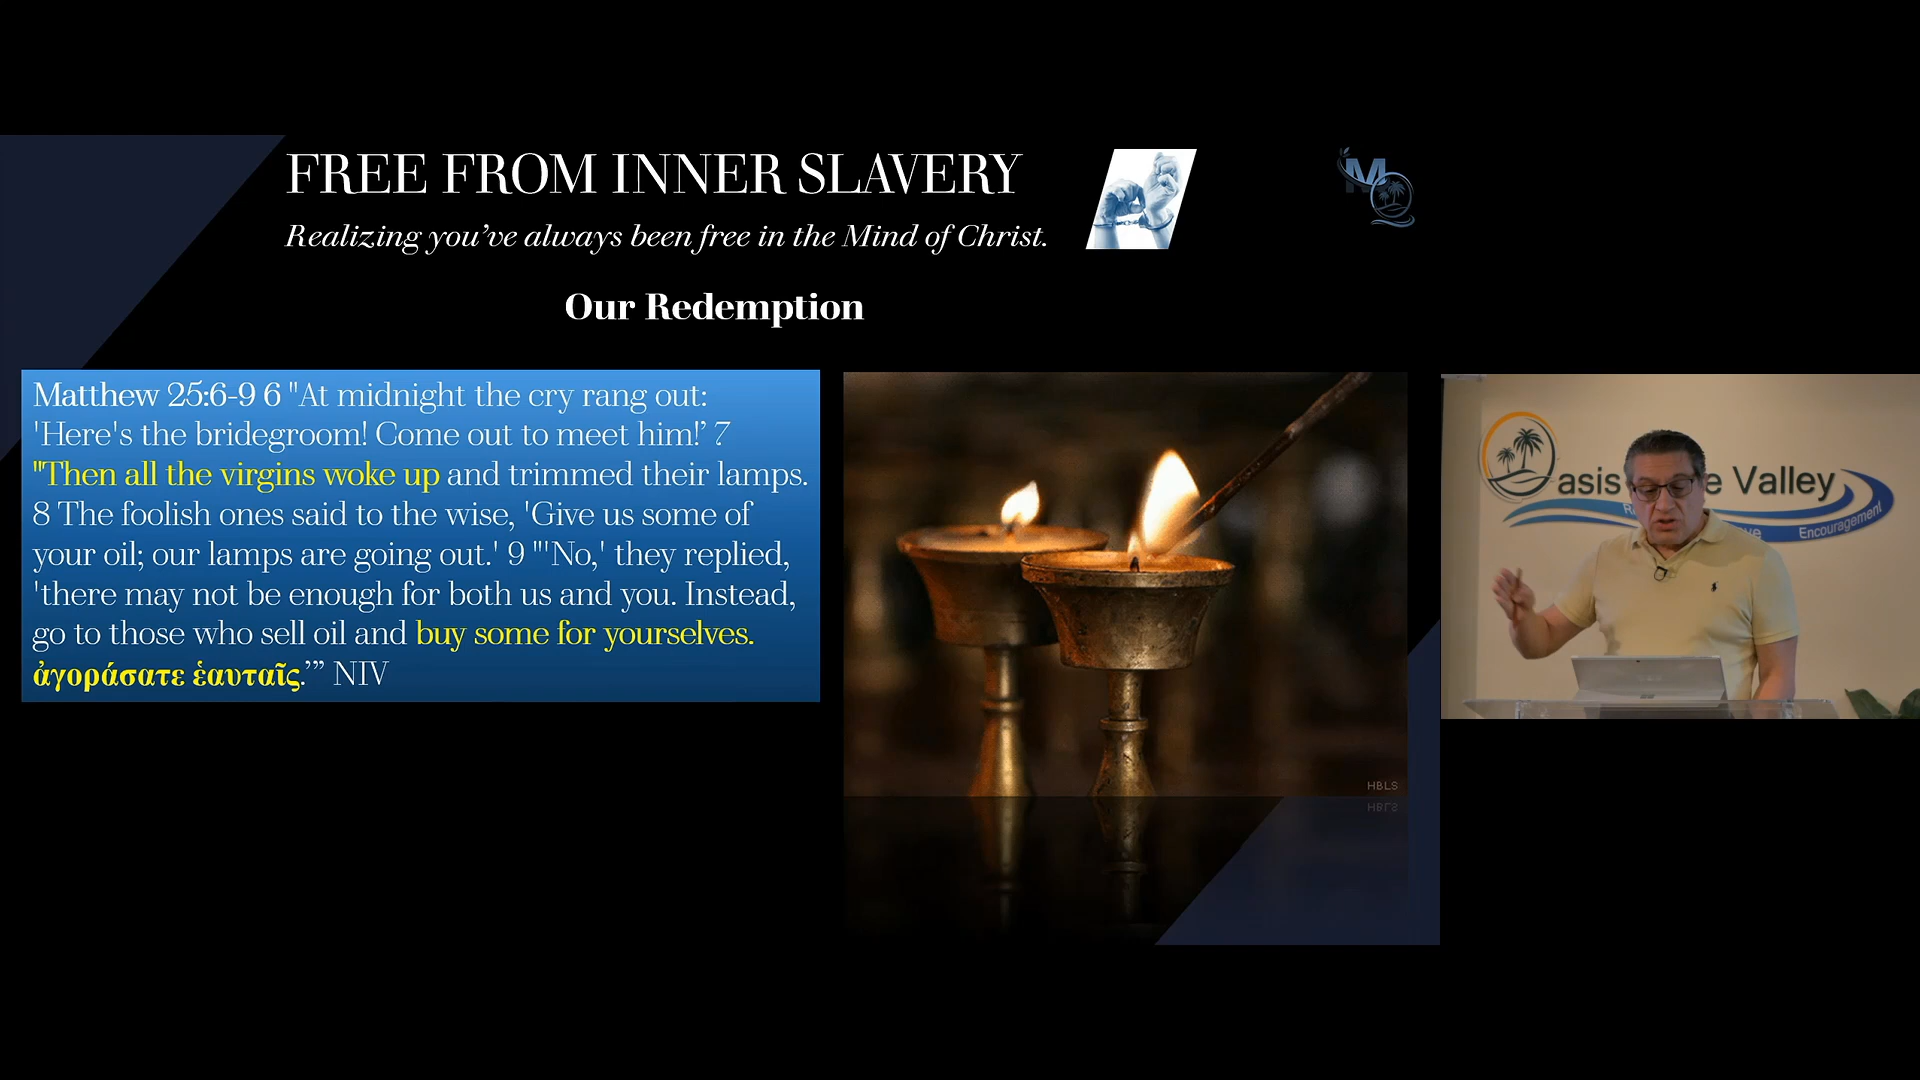 FREE FROM INNER SLAVERY
Realizing you’ve always been free in the Mind of Christ.
M
Our Redemption
Matthew 25:6-9 6 "At midnight the cry rang out:
'Here's the bridegroom! Come out to meet him!’ 7
"Then all the virgins woke up and trimmed their lamps.
8 The foolish ones said to the wise, 'Give us some of
your oil; our lamps are going out.' 9 "'No,' they replied,
'there may not be enough for both us and you. Instead,
go to those who sell oil and buy some for yourselves.
ἀγοράσατε ἑαυταῖς.’” NIV
HBLS
asis e Valley
Encouragement